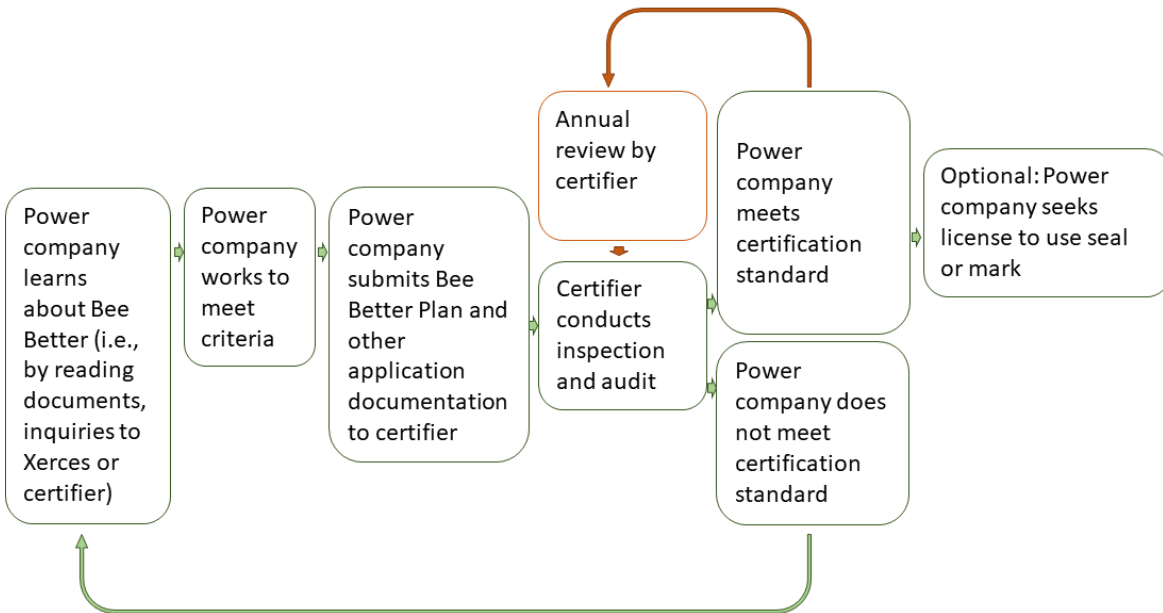 Power
company
learns
about Bee
Better (i.e.,
by reading
documents,
inquiries to
Xerces or
certifier)
Power
company
works to
meet
criteria
Power
company
submits Bee
Better Plan and
other
application
documentation
to certifier
Annual
review by
certifier
Certifier
conducts
inspection
and audit
Power
company
meets
certification
standard
Power
company does
not meet
certification
standard
Optional: Power
company seeks
license to use seal
or mark